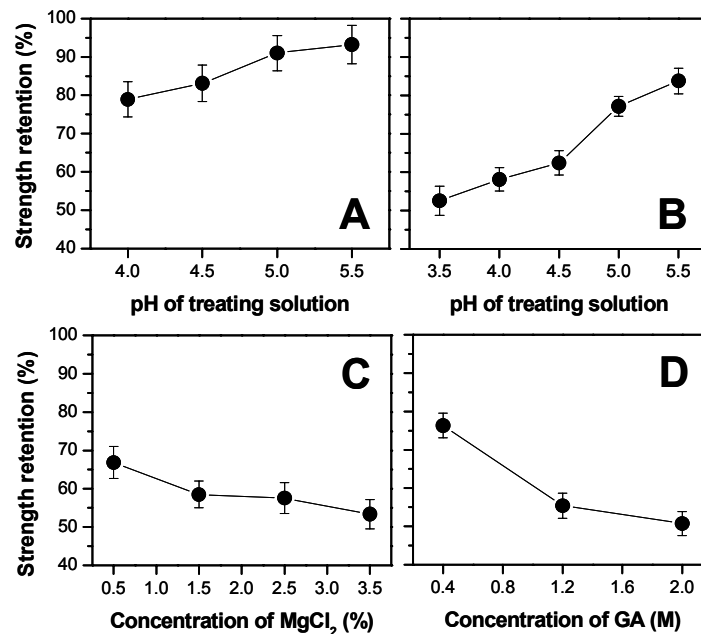 100
90
80
70
60
50
40
Strength retention (%)
A
4.0 4.5 5.0 5.5
pH of treating solution
B
3.5 4.0 4.5 5.0 5.5
pH of treating solution
100
90
80
70
60
50
40
Strength retention (%)
C
0.5 1.0 1.5 2.0 2.5 3.0 3.5
Concentration of MgCl₂ (%)
D
0.4 0.8 1.2 1.6 2.0
Concentration of GA (M)